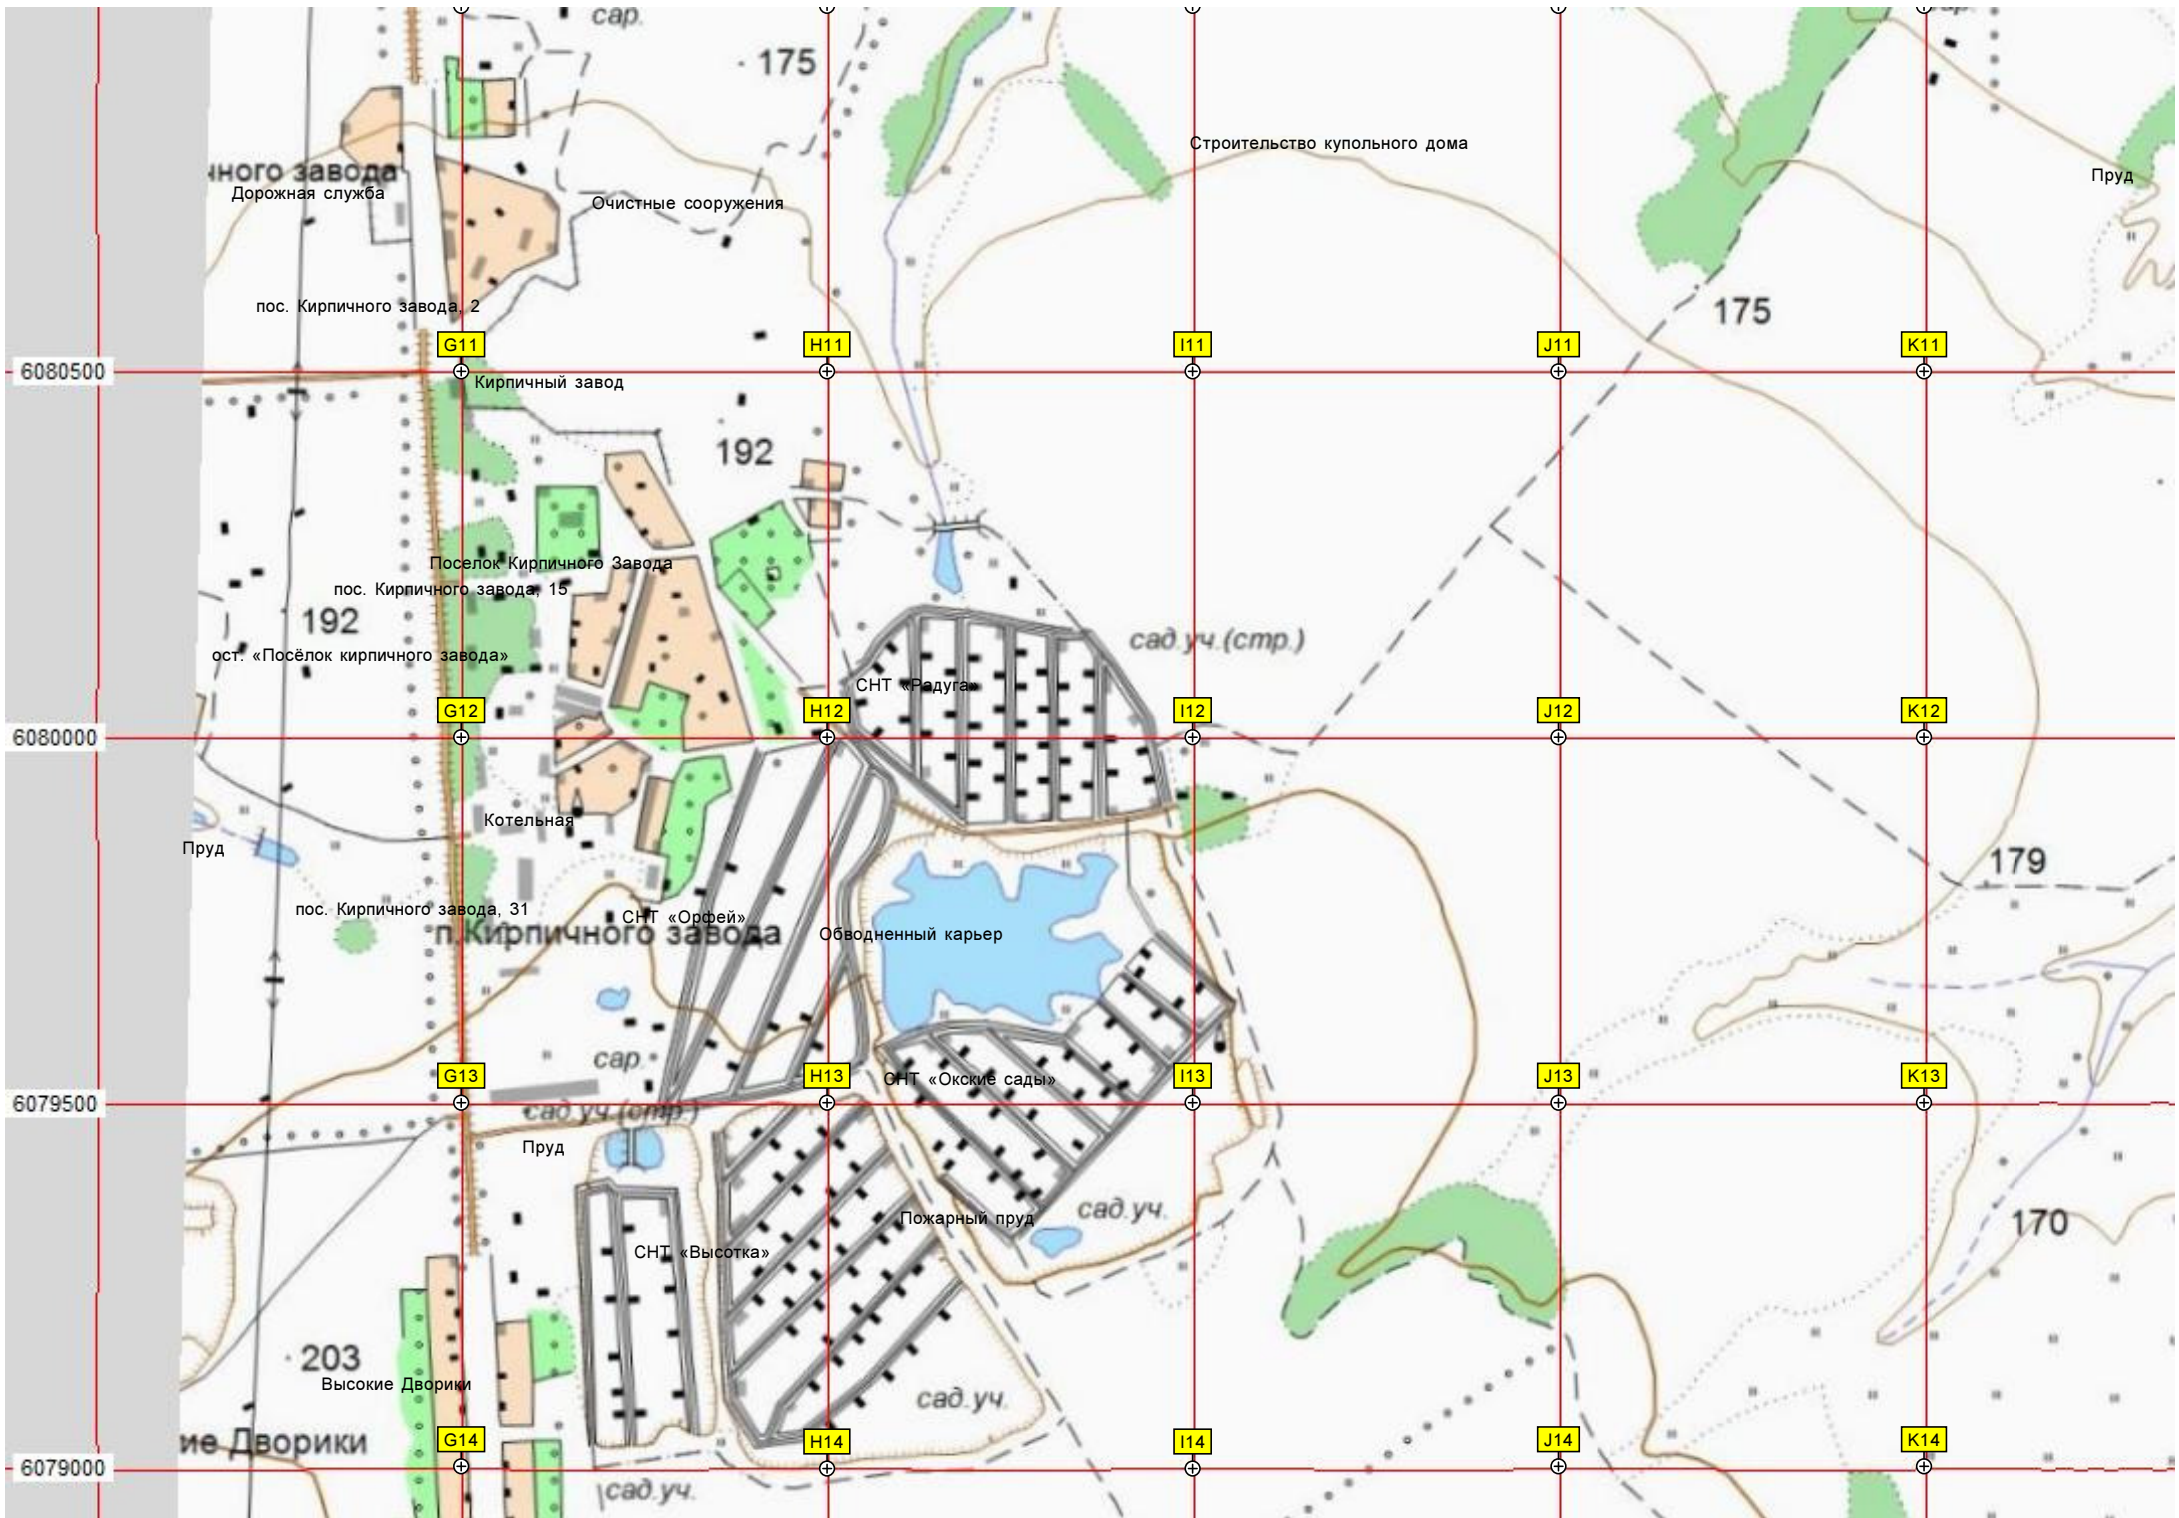 сар.
175
Строительство купольного дома
чного завода
Дорожная служба
Очистные сооружения
Пруд
пос. Кирпичного завода, 2
175
G11
H11
I11
J11
K11
6080500
Кирпичный завод
192
Поселок Кирпичного Завода
пос. Кирпичного завода, 15
192
сад.уч.(стр.)
ост. «Посёлок кирпичного завода»
СНТ «Радуга»
G12
H12
I12
J12
K12
6080000
Котельная
Пруд
179
пос. Кирпичного завода, 31
СНТ «Орфей»
п.Кирпичного завода
Обводненный карьер
сар.
G13
H13
I13
J13
K13
СНТ «Окские сады»
6079500
сад.уч.(стр.)
Пруд
сад.уч.
Пожарный пруд
170
СНТ «Высотка»
203
Высокие Дворики
сад.уч.
ие Дворики
G14
H14
I14
J14
K14
6079000
сад.уч.